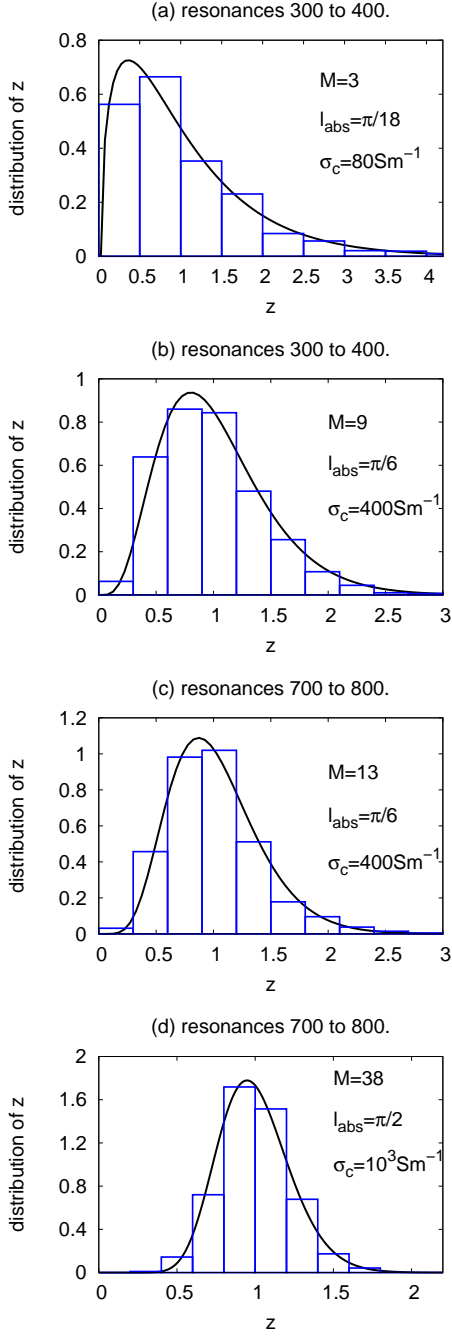 (a) resonances 300 to 400.
distribution of z
0.8
0.6
0.4
0.2
0
M=3
l_abs=π/18
σ_c=80Sm⁻¹
0 0.5 1 1.5 2 2.5 3 3.5 4
z
(b) resonances 300 to 400.
distribution of z
1
0.8
0.6
0.4
0.2
0
M=9
l_abs=π/6
σ_c=400Sm⁻¹
0 0.5 1 1.5 2 2.5 3
z
(c) resonances 700 to 800.
distribution of z
1.2
1
0.8
0.6
0.4
0.2
0
M=13
l_abs=π/6
σ_c=400Sm⁻¹
0 0.5 1 1.5 2 2.5 3
z
(d) resonances 700 to 800.
distribution of z
2
1.6
1.2
0.8
0.4
0
M=38
l_abs=π/2
σ_c=10³Sm⁻¹
0 0.5 1 1.5 2
z